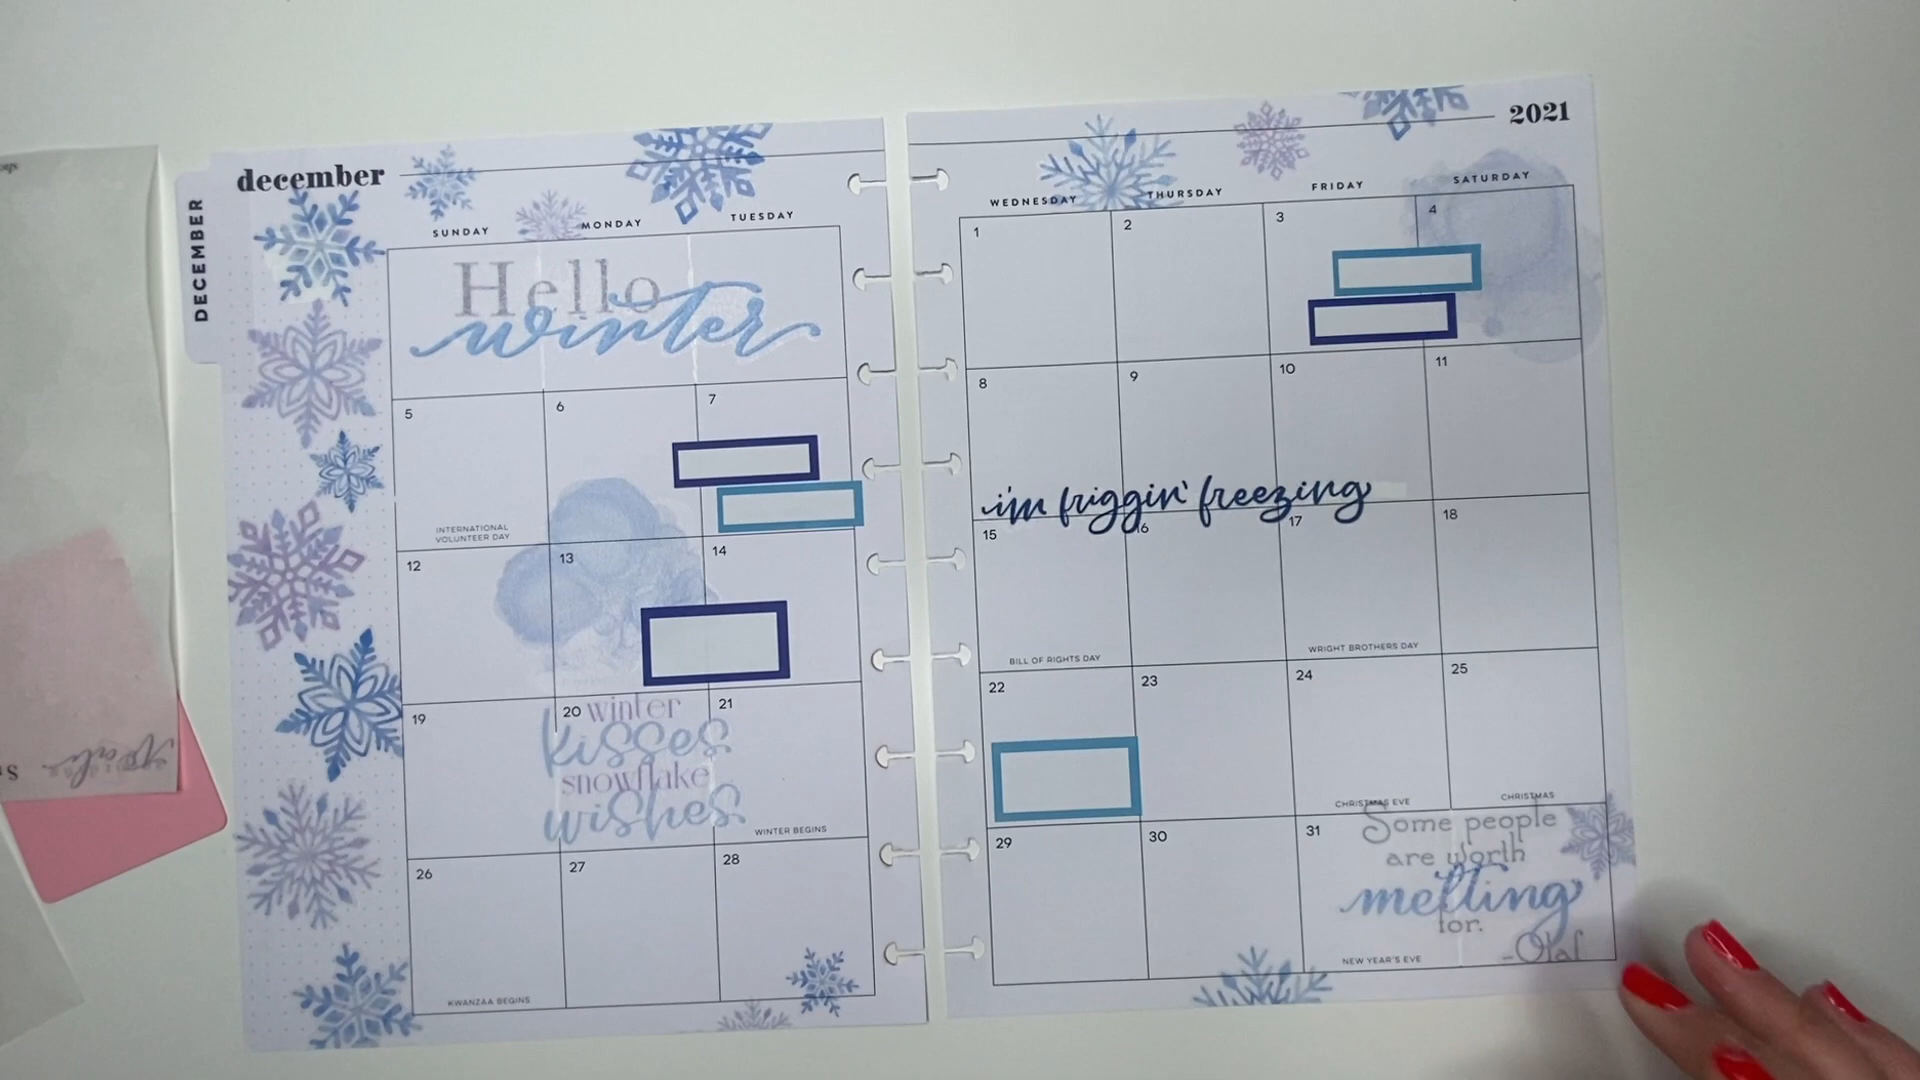 december
DECEMBER
SUNDAY MONDAY TUESDAY
Hello
winter
5 6 7
INTERNATIONAL
VOLUNTEER DAY
12 13 14
19 20 21
winter
kisses
snowflake
wishes
WINTER BEGINS
26 27 28
KWANZAA BEGINS
2021
WEDNESDAY THURSDAY FRIDAY SATURDAY
1 2 3 4
8 9 10 11
i'm friggin' freezing
15 16 17 18
BILL OF RIGHTS DAY WRIGHT BROTHERS DAY
22 23 24 25
CHRISTMAS EVE CHRISTMAS
29 30 31
Some people
are worth
melting
for.
-Olaf
NEW YEAR'S EVE